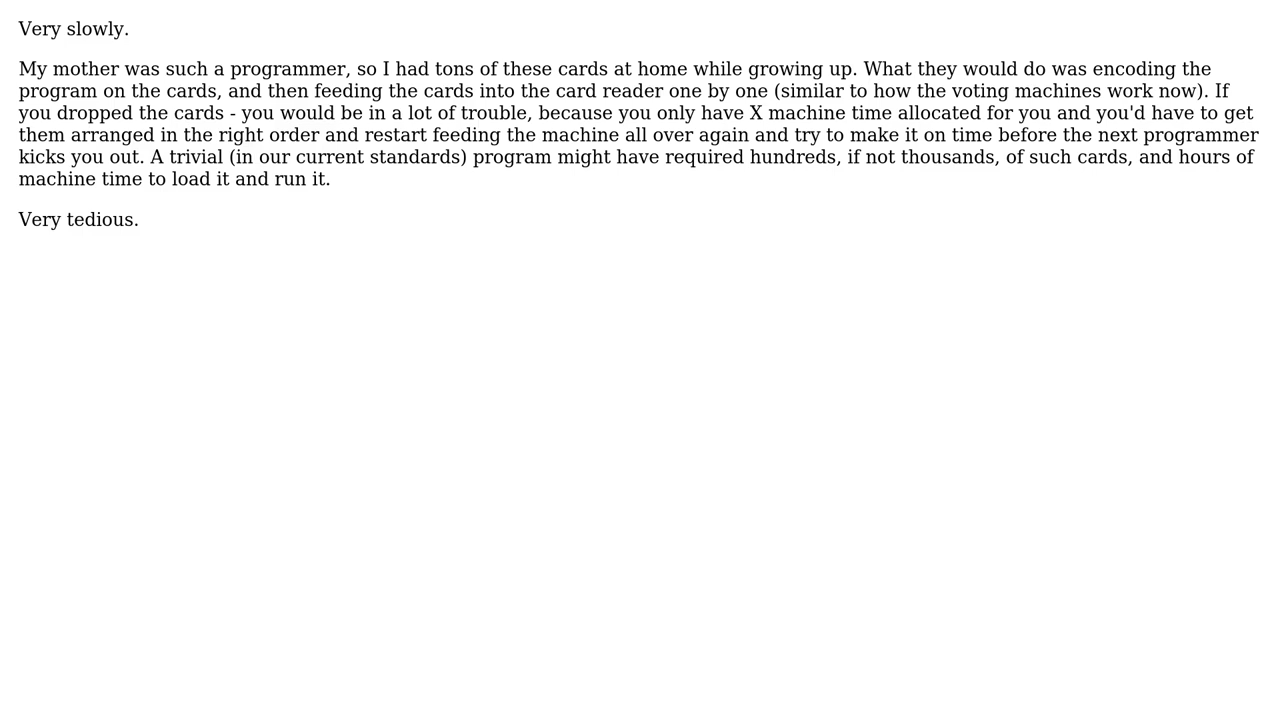 Very slowly.
My mother was such a programmer, so I had tons of these cards at home while growing up. What they would do was encoding the
program on the cards, and then feeding the cards into the card reader one by one (similar to how the voting machines work now). If
you dropped the cards - you would be in a lot of trouble, because you only have X machine time allocated for you and you'd have to get
them arranged in the right order and restart feeding the machine all over again and try to make it on time before the next programmer
kicks you out. A trivial (in our current standards) program might have required hundreds, if not thousands, of such cards, and hours of
machine time to load it and run it.
Very tedious.